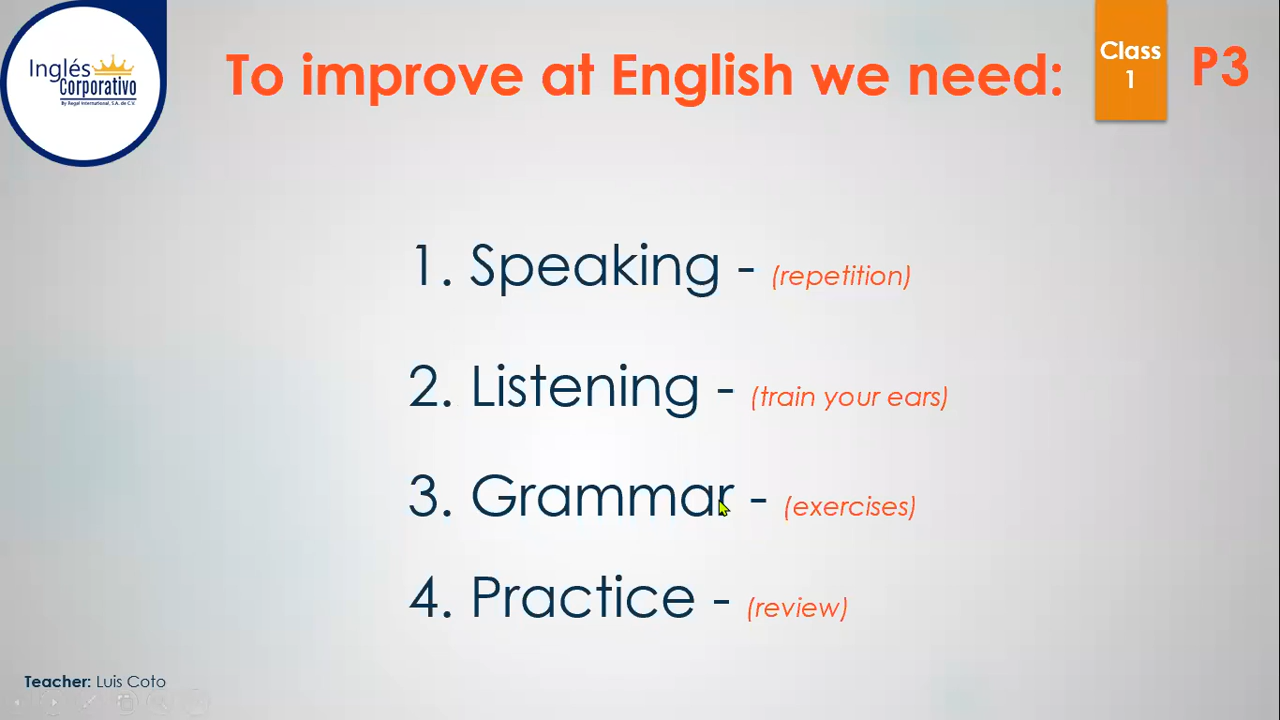 Inglés
Corporativo
By Regal International, S.A. de C.V.
To improve at English we need:
Class
1
P3
1. Speaking - (repetition)
2. Listening - (train your ears)
3. Grammar - (exercises)
4. Practice - (review)
Teacher: Luis Coto